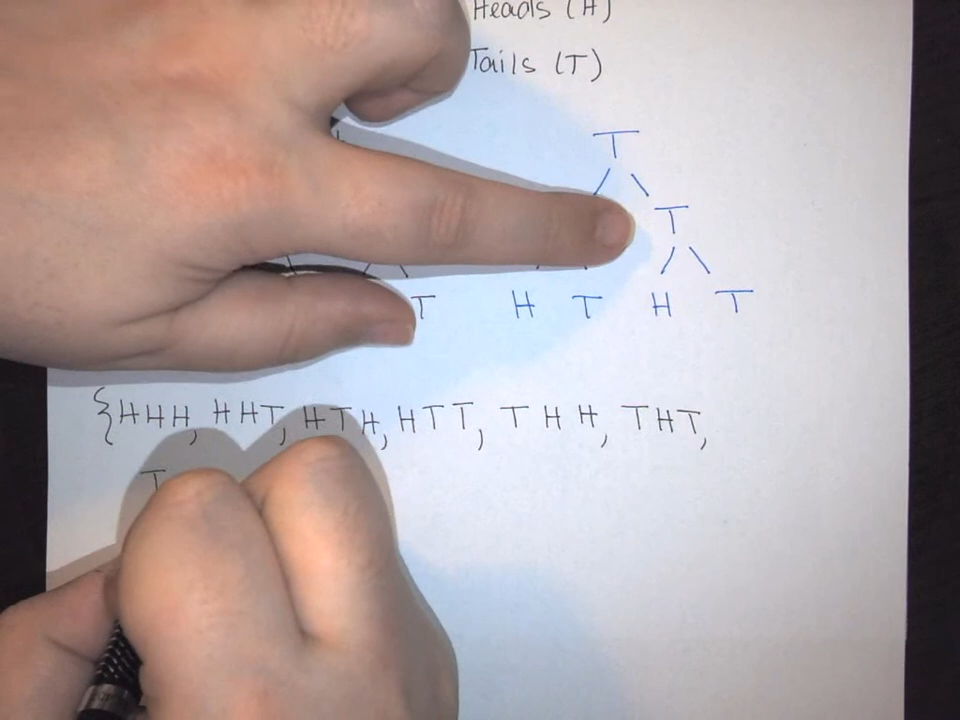 Heads (H)
Tails (T)
T
T
T H T H T
{HHH, HHT, HTH, HTT, THH, THT,
T